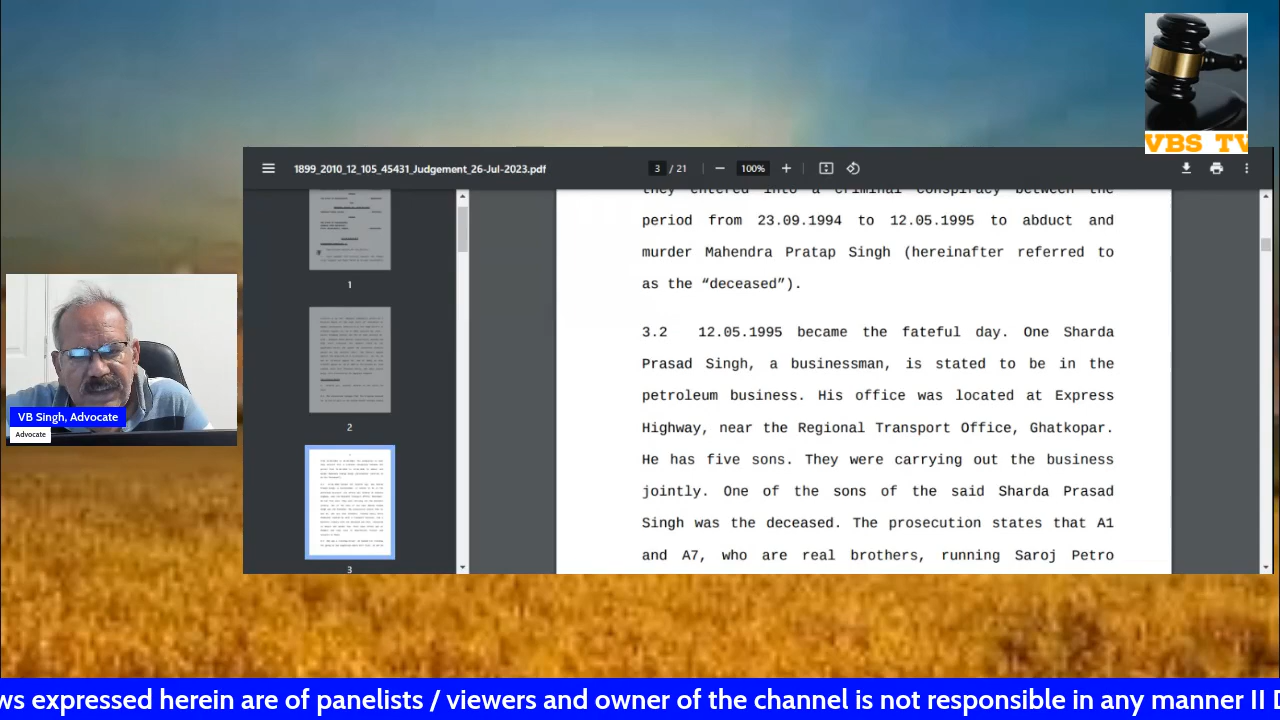 VBS TV
1899_2010_12_105_45431_Judgement_26-Jul-2023.pdf
3 / 21
100%
they entered into a criminal conspiracy between the
period from 23.09.1994 to 12.05.1995 to abduct and
murder Mahendra Pratap Singh (hereinafter referred to
as the “deceased”).
3.2 12.05.1995 became the fateful day. One Sharda
Prasad Singh, a businessman, is stated to be in the
petroleum business. His office was located at Express
Highway, near the Regional Transport Office, Ghatkopar.
He has five sons. They were carrying out the business
jointly. One of the sons of the said Sharda Prasad
Singh was the deceased. The prosecution states that A1
and A7, who are real brothers, running Saroj Petro
1
2
3
VB Singh, Advocate
Advocate
ws expressed herein are of panelists / viewers and owner of the channel is not responsible in any manner II